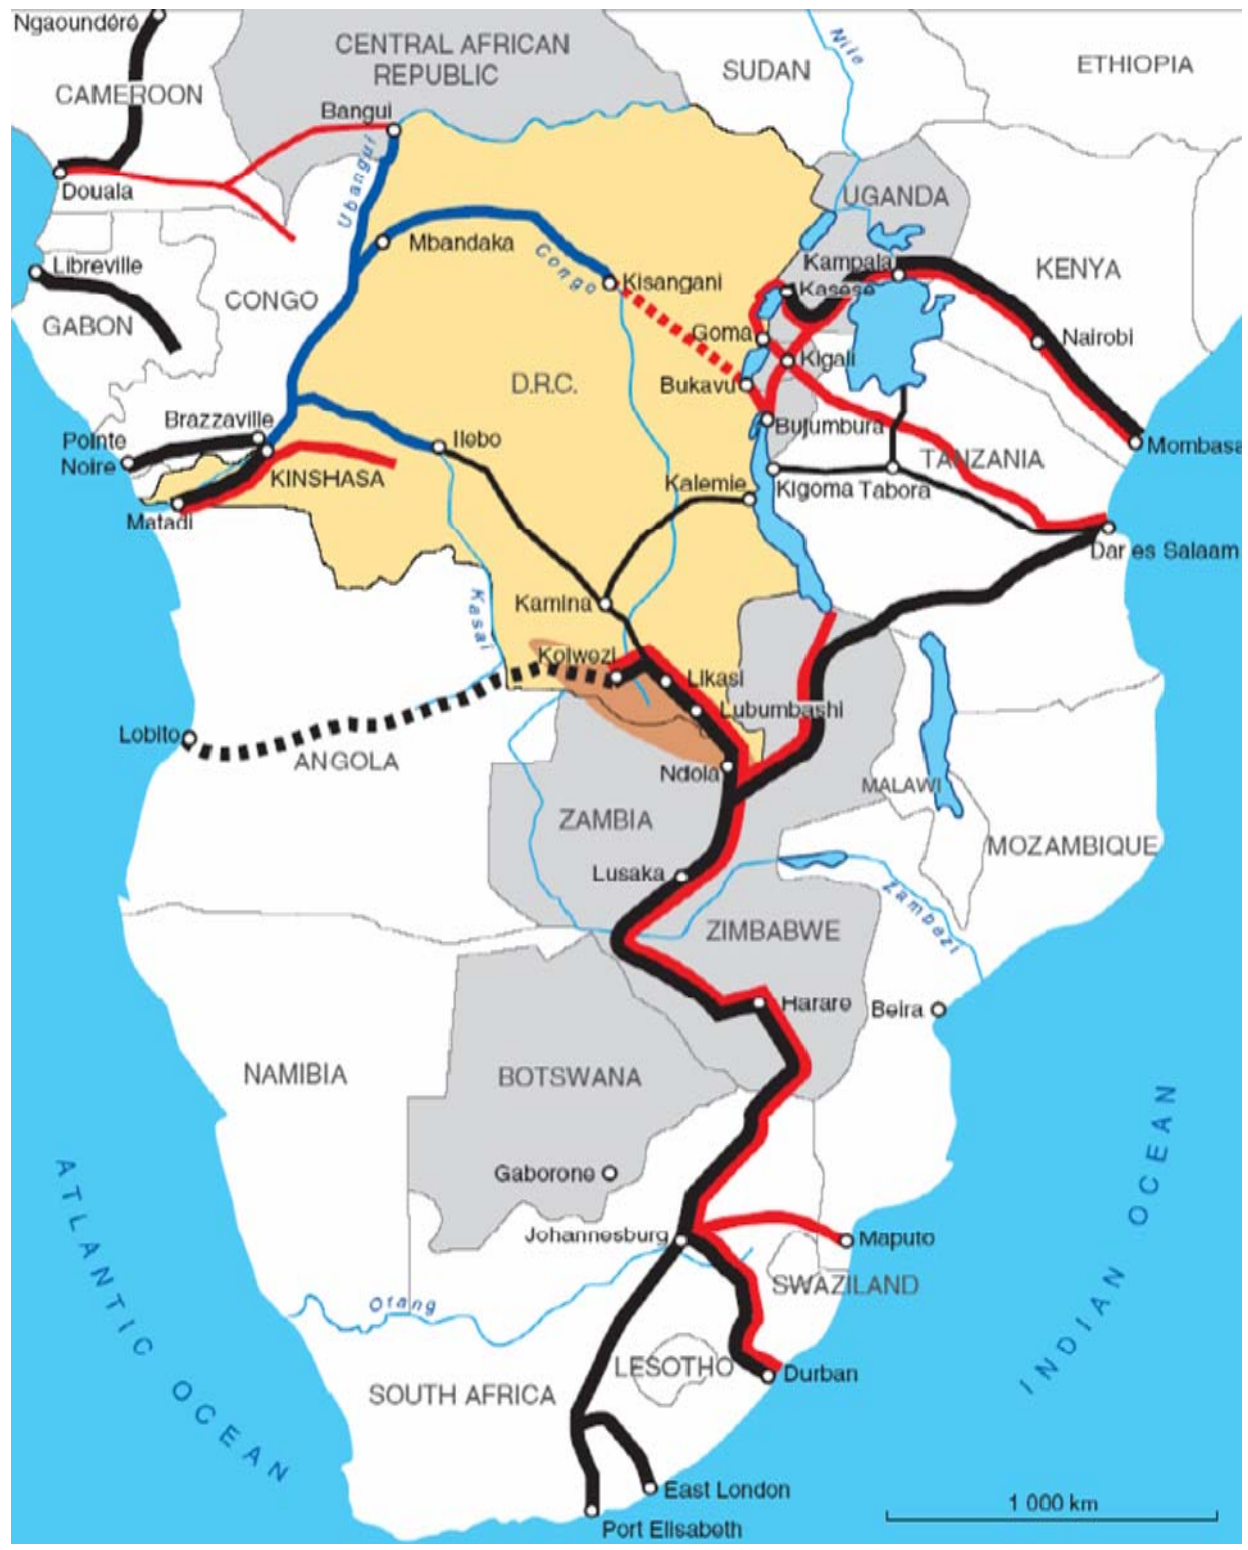 Ngaoundéré
CENTRAL AFRICAN
REPUBLIC
SUDAN
Nile
ETHIOPIA
CAMEROON
Bangui
Douala
Ubangui
UGANDA
Mbandaka
Congo
Libreville
Kampala
KENYA
Kisangani
Kasese
CONGO
GABON
Goma
Nairobi
Kigali
D.R.C.
Bukavu
Brazzaville
Bujumbura
Pointe
Noire
Ilebo
Mombasa
TANZANIA
KINSHASA
Kalemie
Kigoma
Tabora
Matadi
Dar es Salaam
Kamina
Kasai
Kolwezi
Likasi
Lubumbashi
Lobito
ANGOLA
Ndola
MALAWI
ZAMBIA
MOZAMBIQUE
Lusaka
Zambezi
ZIMBABWE
Harare
Beira
NAMIBIA
BOTSWANA
Gaborone
ATLANTIC OCEAN
INDIAN OCEAN
Johannesburg
Maputo
SWAZILAND
Orang
LESOTHO
Durban
SOUTH AFRICA
East London
1 000 km
Port Elisabeth